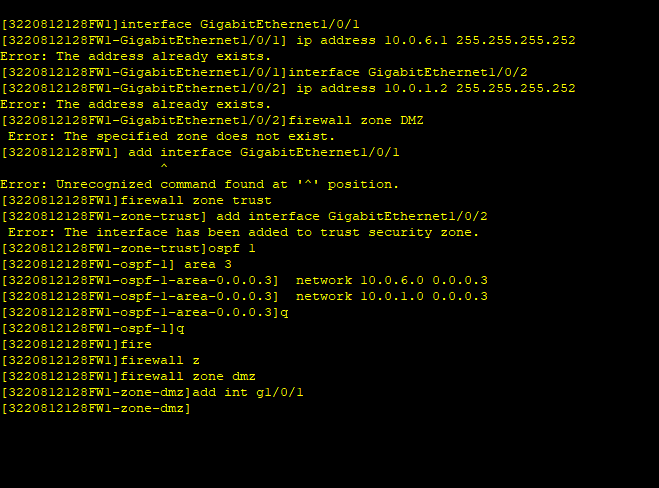 [3220812128FW1]interface GigabitEthernet1/0/1
[3220812128FW1-GigabitEthernet1/0/1] ip address 10.0.6.1 255.255.255.252
Error: The address already exists.
[3220812128FW1-GigabitEthernet1/0/1]interface GigabitEthernet1/0/2
[3220812128FW1-GigabitEthernet1/0/2] ip address 10.0.1.2 255.255.255.252
Error: The address already exists.
[3220812128FW1-GigabitEthernet1/0/2]firewall zone DMZ
 Error: The specified zone does not exist.
[3220812128FW1] add interface GigabitEthernet1/0/1
                    ^
Error: Unrecognized command found at '^' position.
[3220812128FW1]firewall zone trust
[3220812128FW1-zone-trust] add interface GigabitEthernet1/0/2
 Error: The interface has been added to trust security zone.
[3220812128FW1-zone-trust]ospf 1
[3220812128FW1-ospf-1] area 3
[3220812128FW1-ospf-1-area-0.0.0.3]  network 10.0.6.0 0.0.0.3
[3220812128FW1-ospf-1-area-0.0.0.3]  network 10.0.1.0 0.0.0.3
[3220812128FW1-ospf-1-area-0.0.0.3]q
[3220812128FW1-ospf-1]q
[3220812128FW1]fire
[3220812128FW1]firewall z
[3220812128FW1]firewall zone dmz
[3220812128FW1-zone-dmz]add int g1/0/1
[3220812128FW1-zone-dmz]